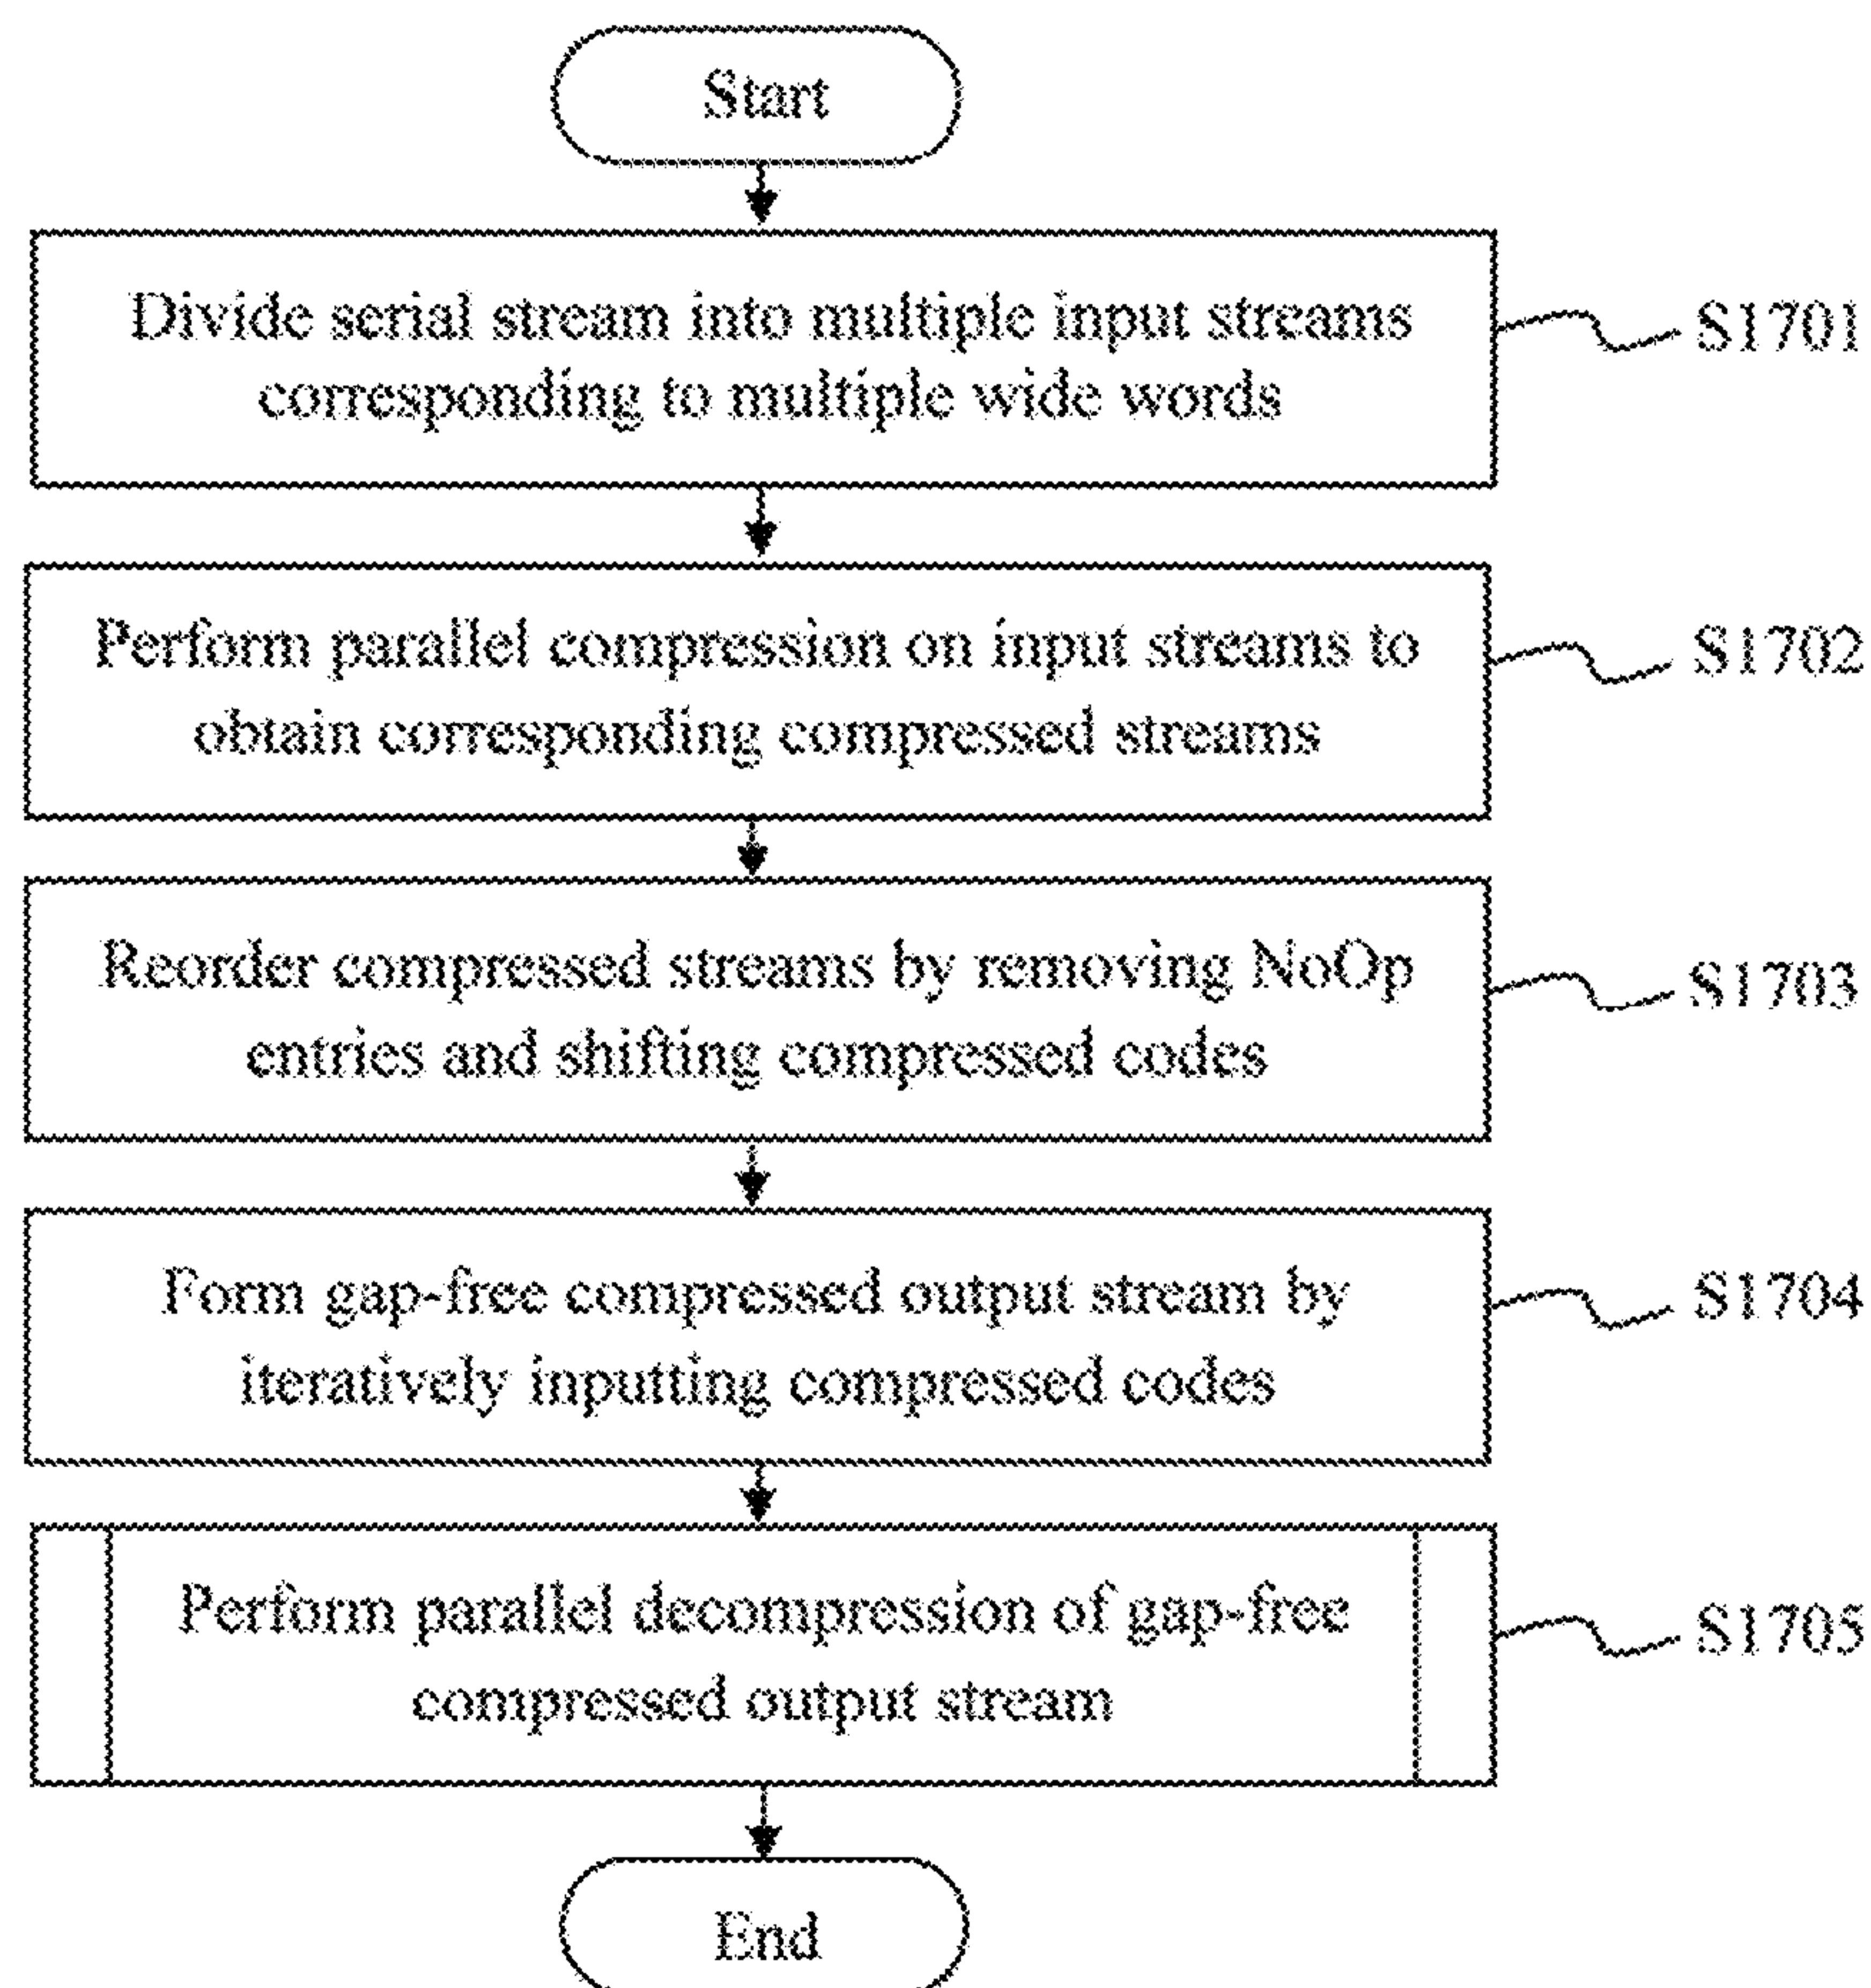 Start
Divide serial stream into multiple input streams
corresponding to multiple wide words
S1701
Perform parallel compression on input streams to
obtain corresponding compressed streams
S1702
Reorder compressed streams by removing NoOp
entries and shifting compressed codes
S1703
Form gap-free compressed output stream by
iteratively inputting compressed codes
S1704
Perform parallel decompression of gap-free
compressed output stream
S1705
End